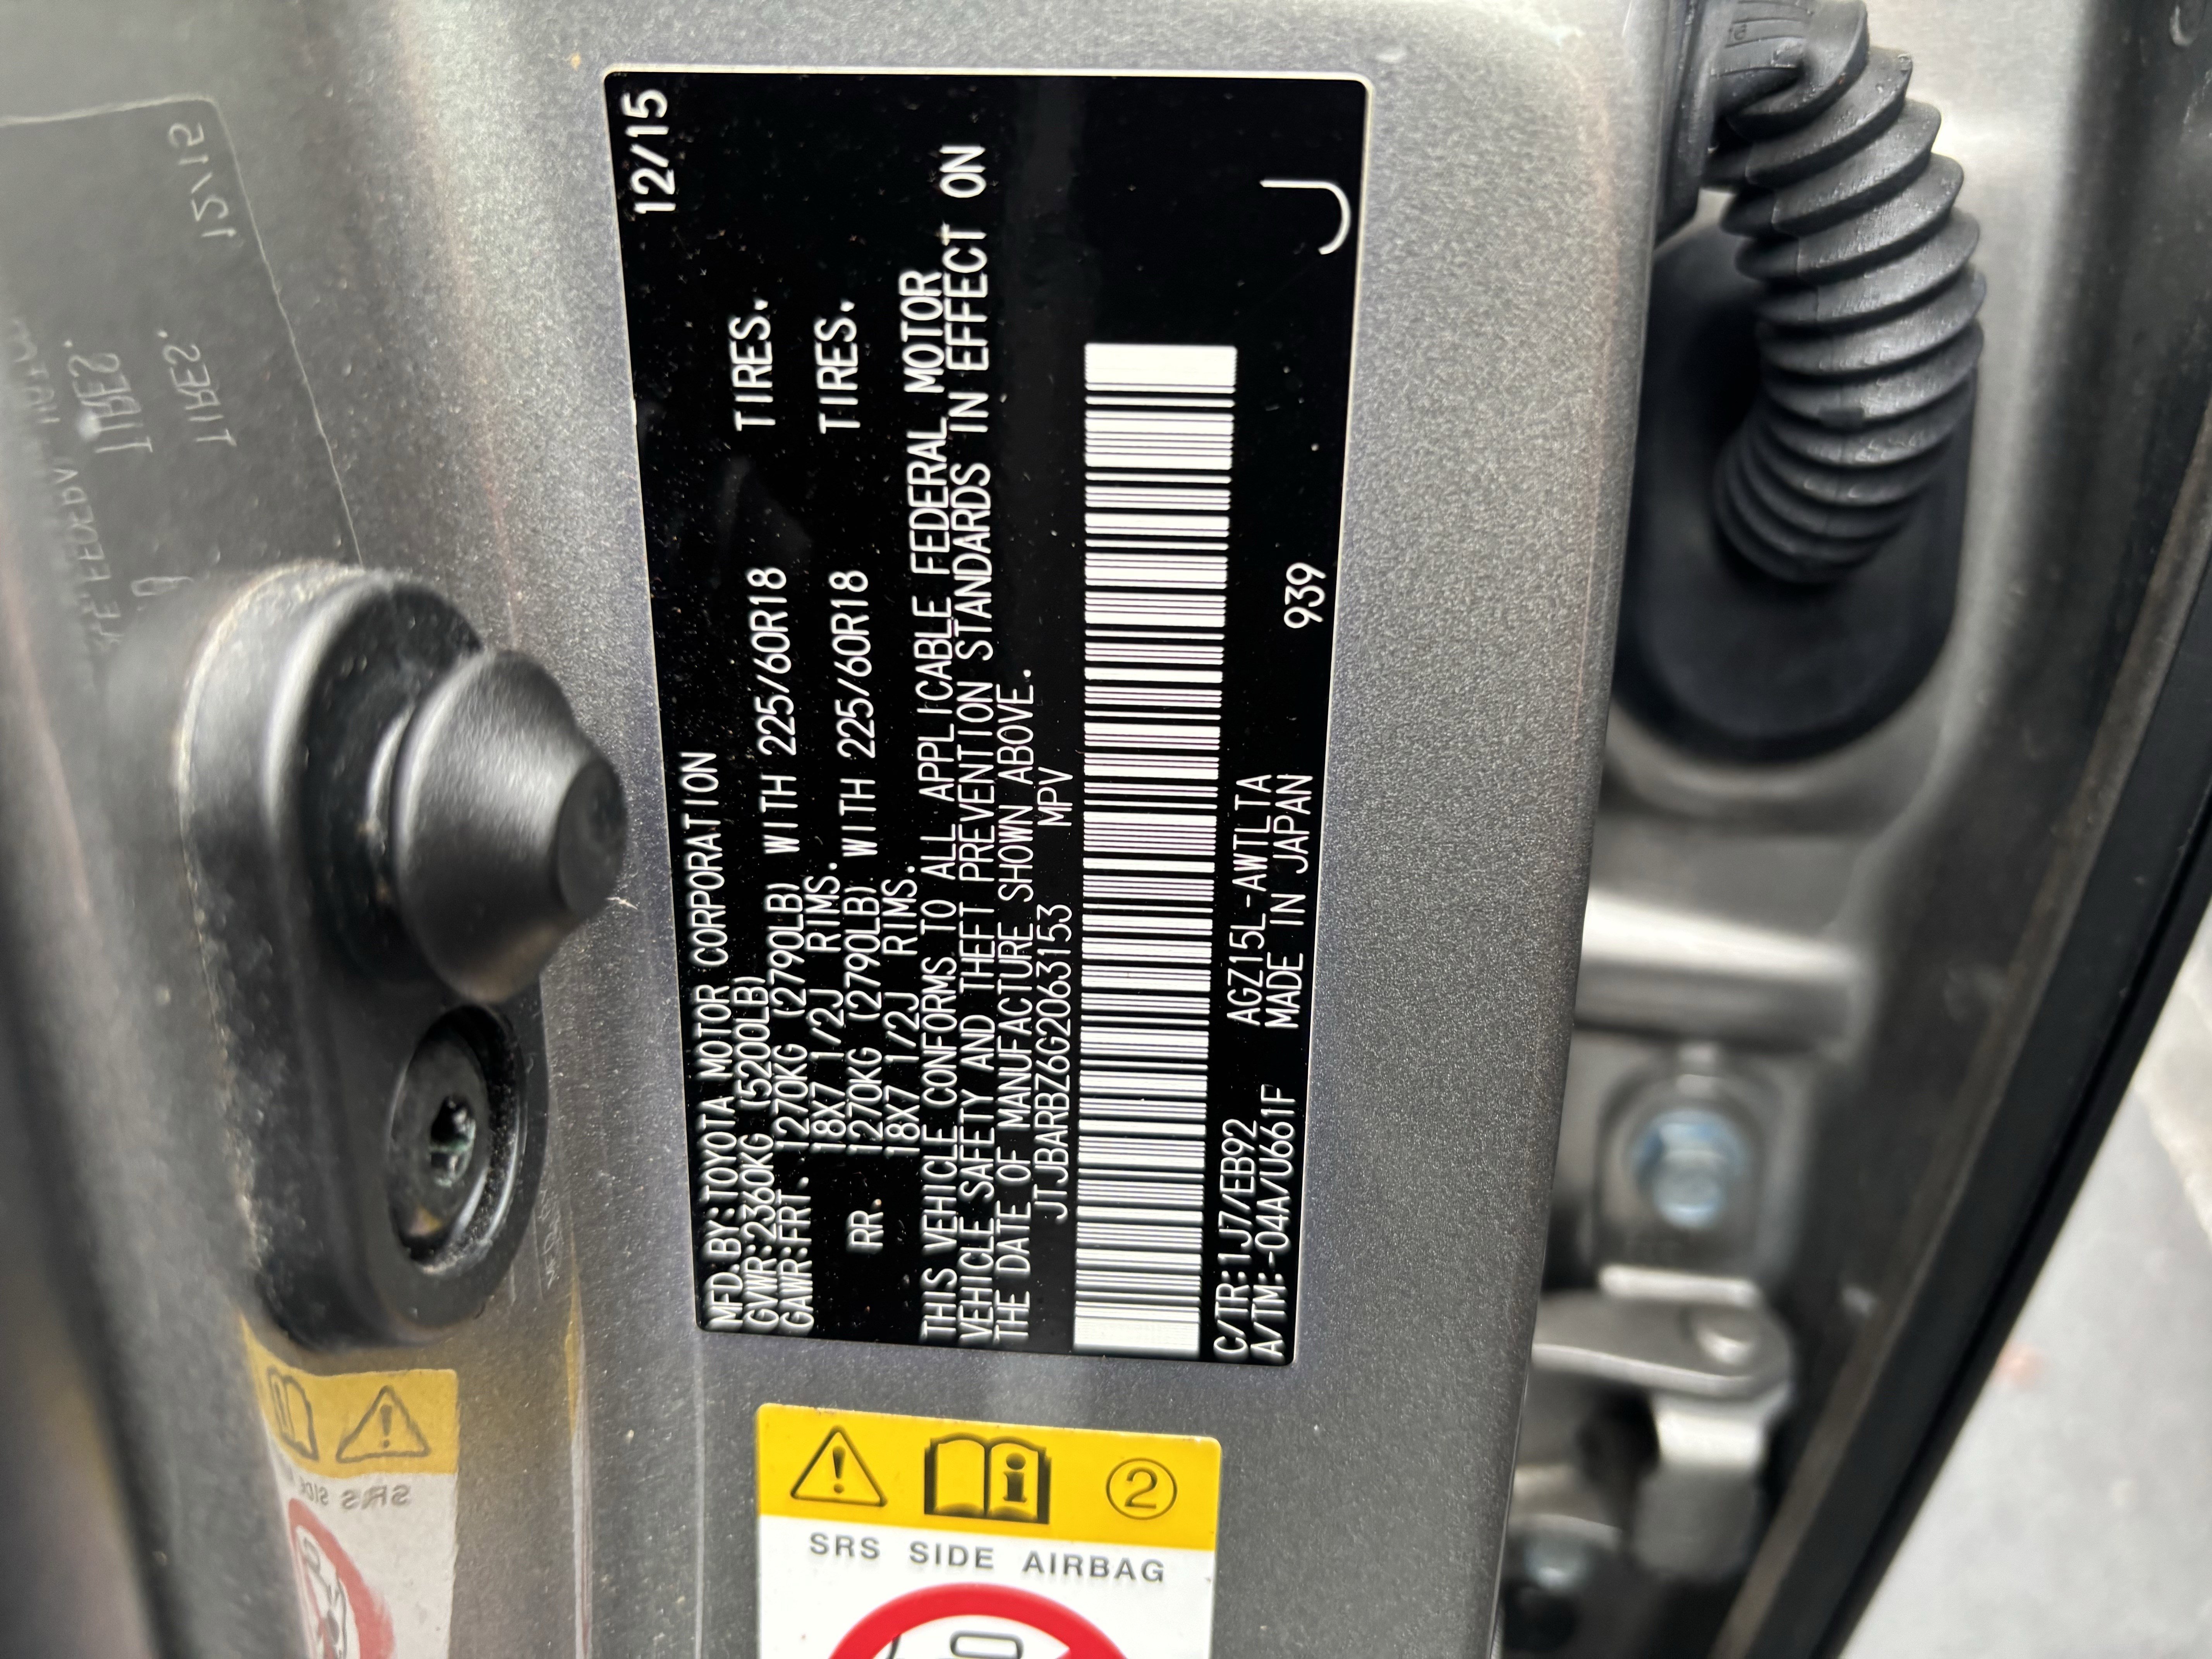 12/15
MFD.BY:TOYOTA MOTOR CORPORATION
GVWR:2360KG (5200LB)
GAWR:FRT. 1270KG (2790LB) WITH 225/60R18 TIRES.
18X7 1/2J RIMS.
RR. 1270KG (2790LB) WITH 225/60R18 TIRES.
18X7 1/2J RIMS.
THIS VEHICLE CONFORMS TO ALL APPLICABLE FEDERAL MOTOR
VEHICLE SAFETY AND THEFT PREVENTION STANDARDS IN EFFECT ON
THE DATE OF MANUFACTURE SHOWN ABOVE.
JTJBARBZ6G2063153 MPV
C/TR:1J7/EB92 AGZ15L-AWTLTA
A/TM:-04A/U661F MADE IN JAPAN 939
J
2
SRS SIDE AIRBAG